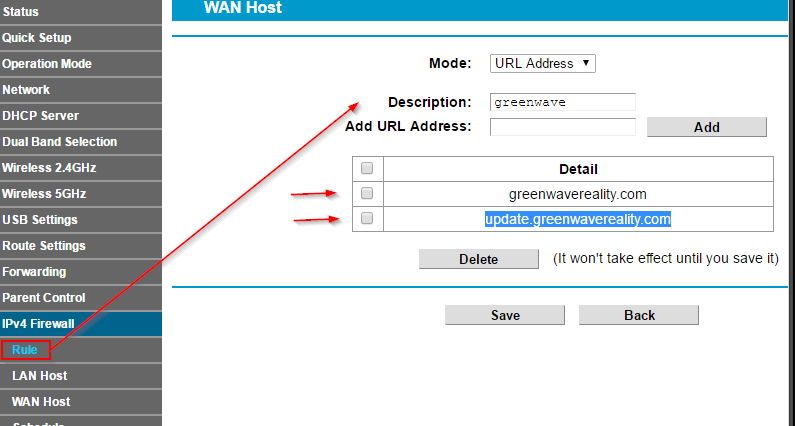 Status
Quick Setup
Operation Mode
Network
DHCP Server
Dual Band Selection
Wireless 2.4GHz
Wireless 5GHz
USB Settings
Route Settings
Forwarding
Parent Control
IPv4 Firewall
Rule
LAN Host
WAN Host
Schedule
WAN Host
Mode: URL Address
Description: greenwave
Add URL Address: Add
Detail
greenwavereality.com
update.greenwavereality.com
Delete (It won't take effect until you save it)
Save Back